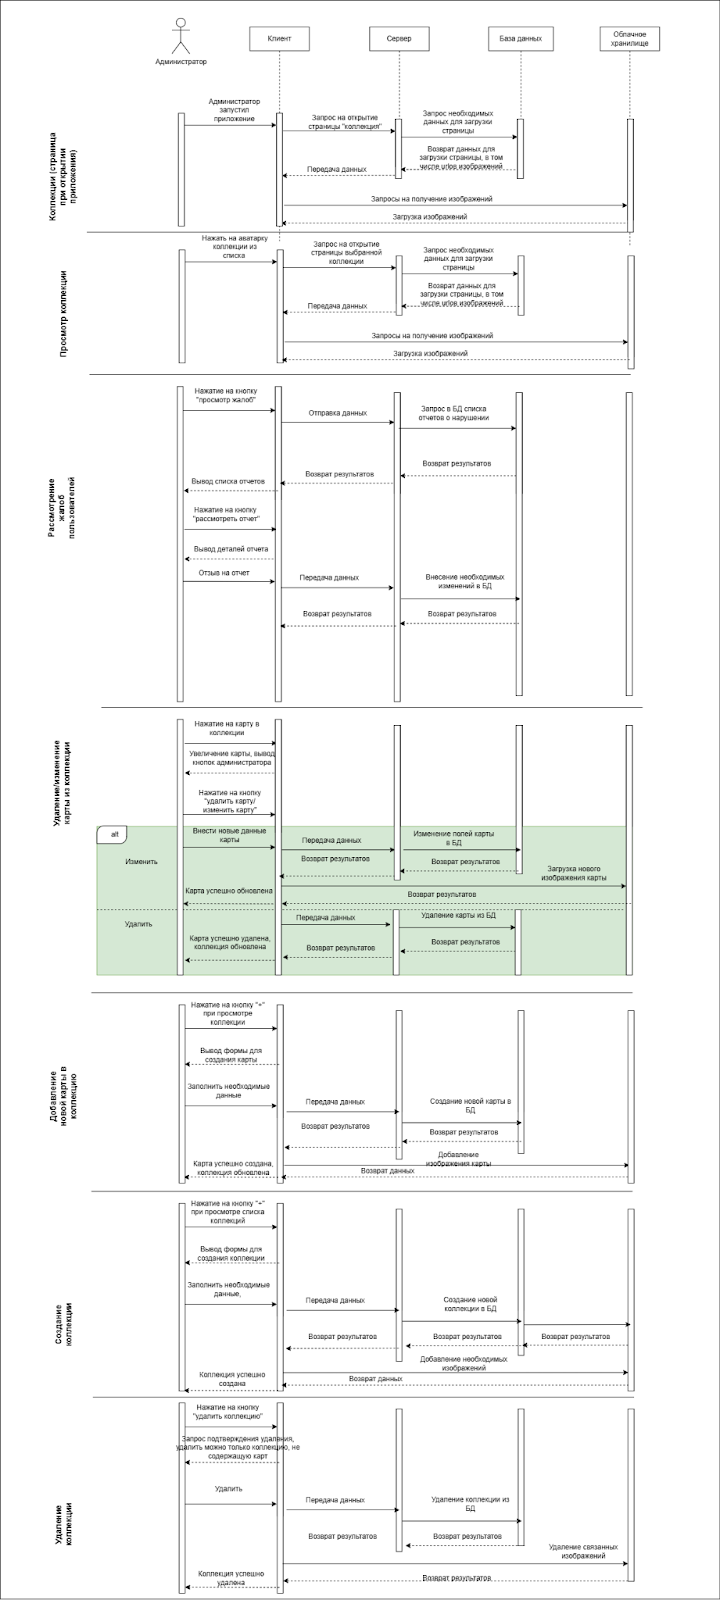 Администратор
Клиент
Сервер
База данных
Облачное
хранилище
Коллекции (страница
при открытии
приложения)
Администратор
запустил
приложение
Запрос на открытие
страницы "коллекция"
Запрос необходимых
данных для загрузки
страницы
Возврат данных для
загрузки страницы, в том
числе urlов изображений
Передача данных
Запросы на получение изображений
Загрузка изображений
Просмотр коллекции
Нажать на аватарку
коллекции из
списка
Запрос на открытие
страницы выбранной
коллекции
Запрос необходимых
данных для загрузки
страницы
Возврат данных для
загрузки страницы, в том
числе urlов изображений
Передача данных
Запросы на получение изображений
Загрузка изображений
Рассмотрение
жалоб
пользователей
Нажатие на кнопку
"просмотр жалоб"
Отправка данных
Запрос в БД списка
отчетов о нарушении
Возврат результатов
Возврат результатов
Вывод списка отчетов
Нажатие на кнопку
"рассмотреть отчет"
Вывод деталей отчета
Отзыв на отчет
Передача данных
Внесение необходимых
изменений в БД
Возврат результатов
Возврат результатов
Удаление/изменение
карты из коллекции
Нажатие на карту в
коллекции
Увеличение карты, вывод
кнопок администратора
Нажатие на кнопку
"удалить карту/
изменить карту"
alt
Изменить
Внести новые данные
карты
Передача данных
Изменение полей карты
в БД
Возврат результатов
Возврат результатов
Загрузка нового
изображения карты
Карта успешно обновлена
Возврат результатов
Удалить
Передача данных
Удаление карты из БД
Карта успешно удалена,
коллекция обновлена
Возврат результатов
Возврат результатов
Добавление
новой карты в
коллекцию
Нажатие на кнопку "+"
при просмотре
коллекции
Вывод формы для
создания карты
Заполнить необходимые
данные
Передача данных
Создание новой карты в
БД
Возврат результатов
Возврат результатов
Добавление
изображения карты
Карта успешно создана,
коллекция обновлена
Возврат данных
Создание
коллекции
Нажатие на кнопку "+"
при просмотре списка
коллекций
Вывод формы для
создания коллекции
Заполнить необходимые
данные,
Передача данных
Создание новой
коллекции в БД
Возврат результатов
Возврат результатов
Возврат результатов
Добавление необходимых
изображений
Коллекция успешно
создана
Возврат данных
Удаление
коллекции
Нажатие на кнопку
"удалить коллекцию"
Запрос подтверждения удаления,
удалить можно только коллекцию, не
содержащую карт
Удалить
Передача данных
Удаление коллекции из
БД
Возврат результатов
Возврат результатов
Удаление связанных
изображений
Коллекция успешно
удалена
Возврат результатов